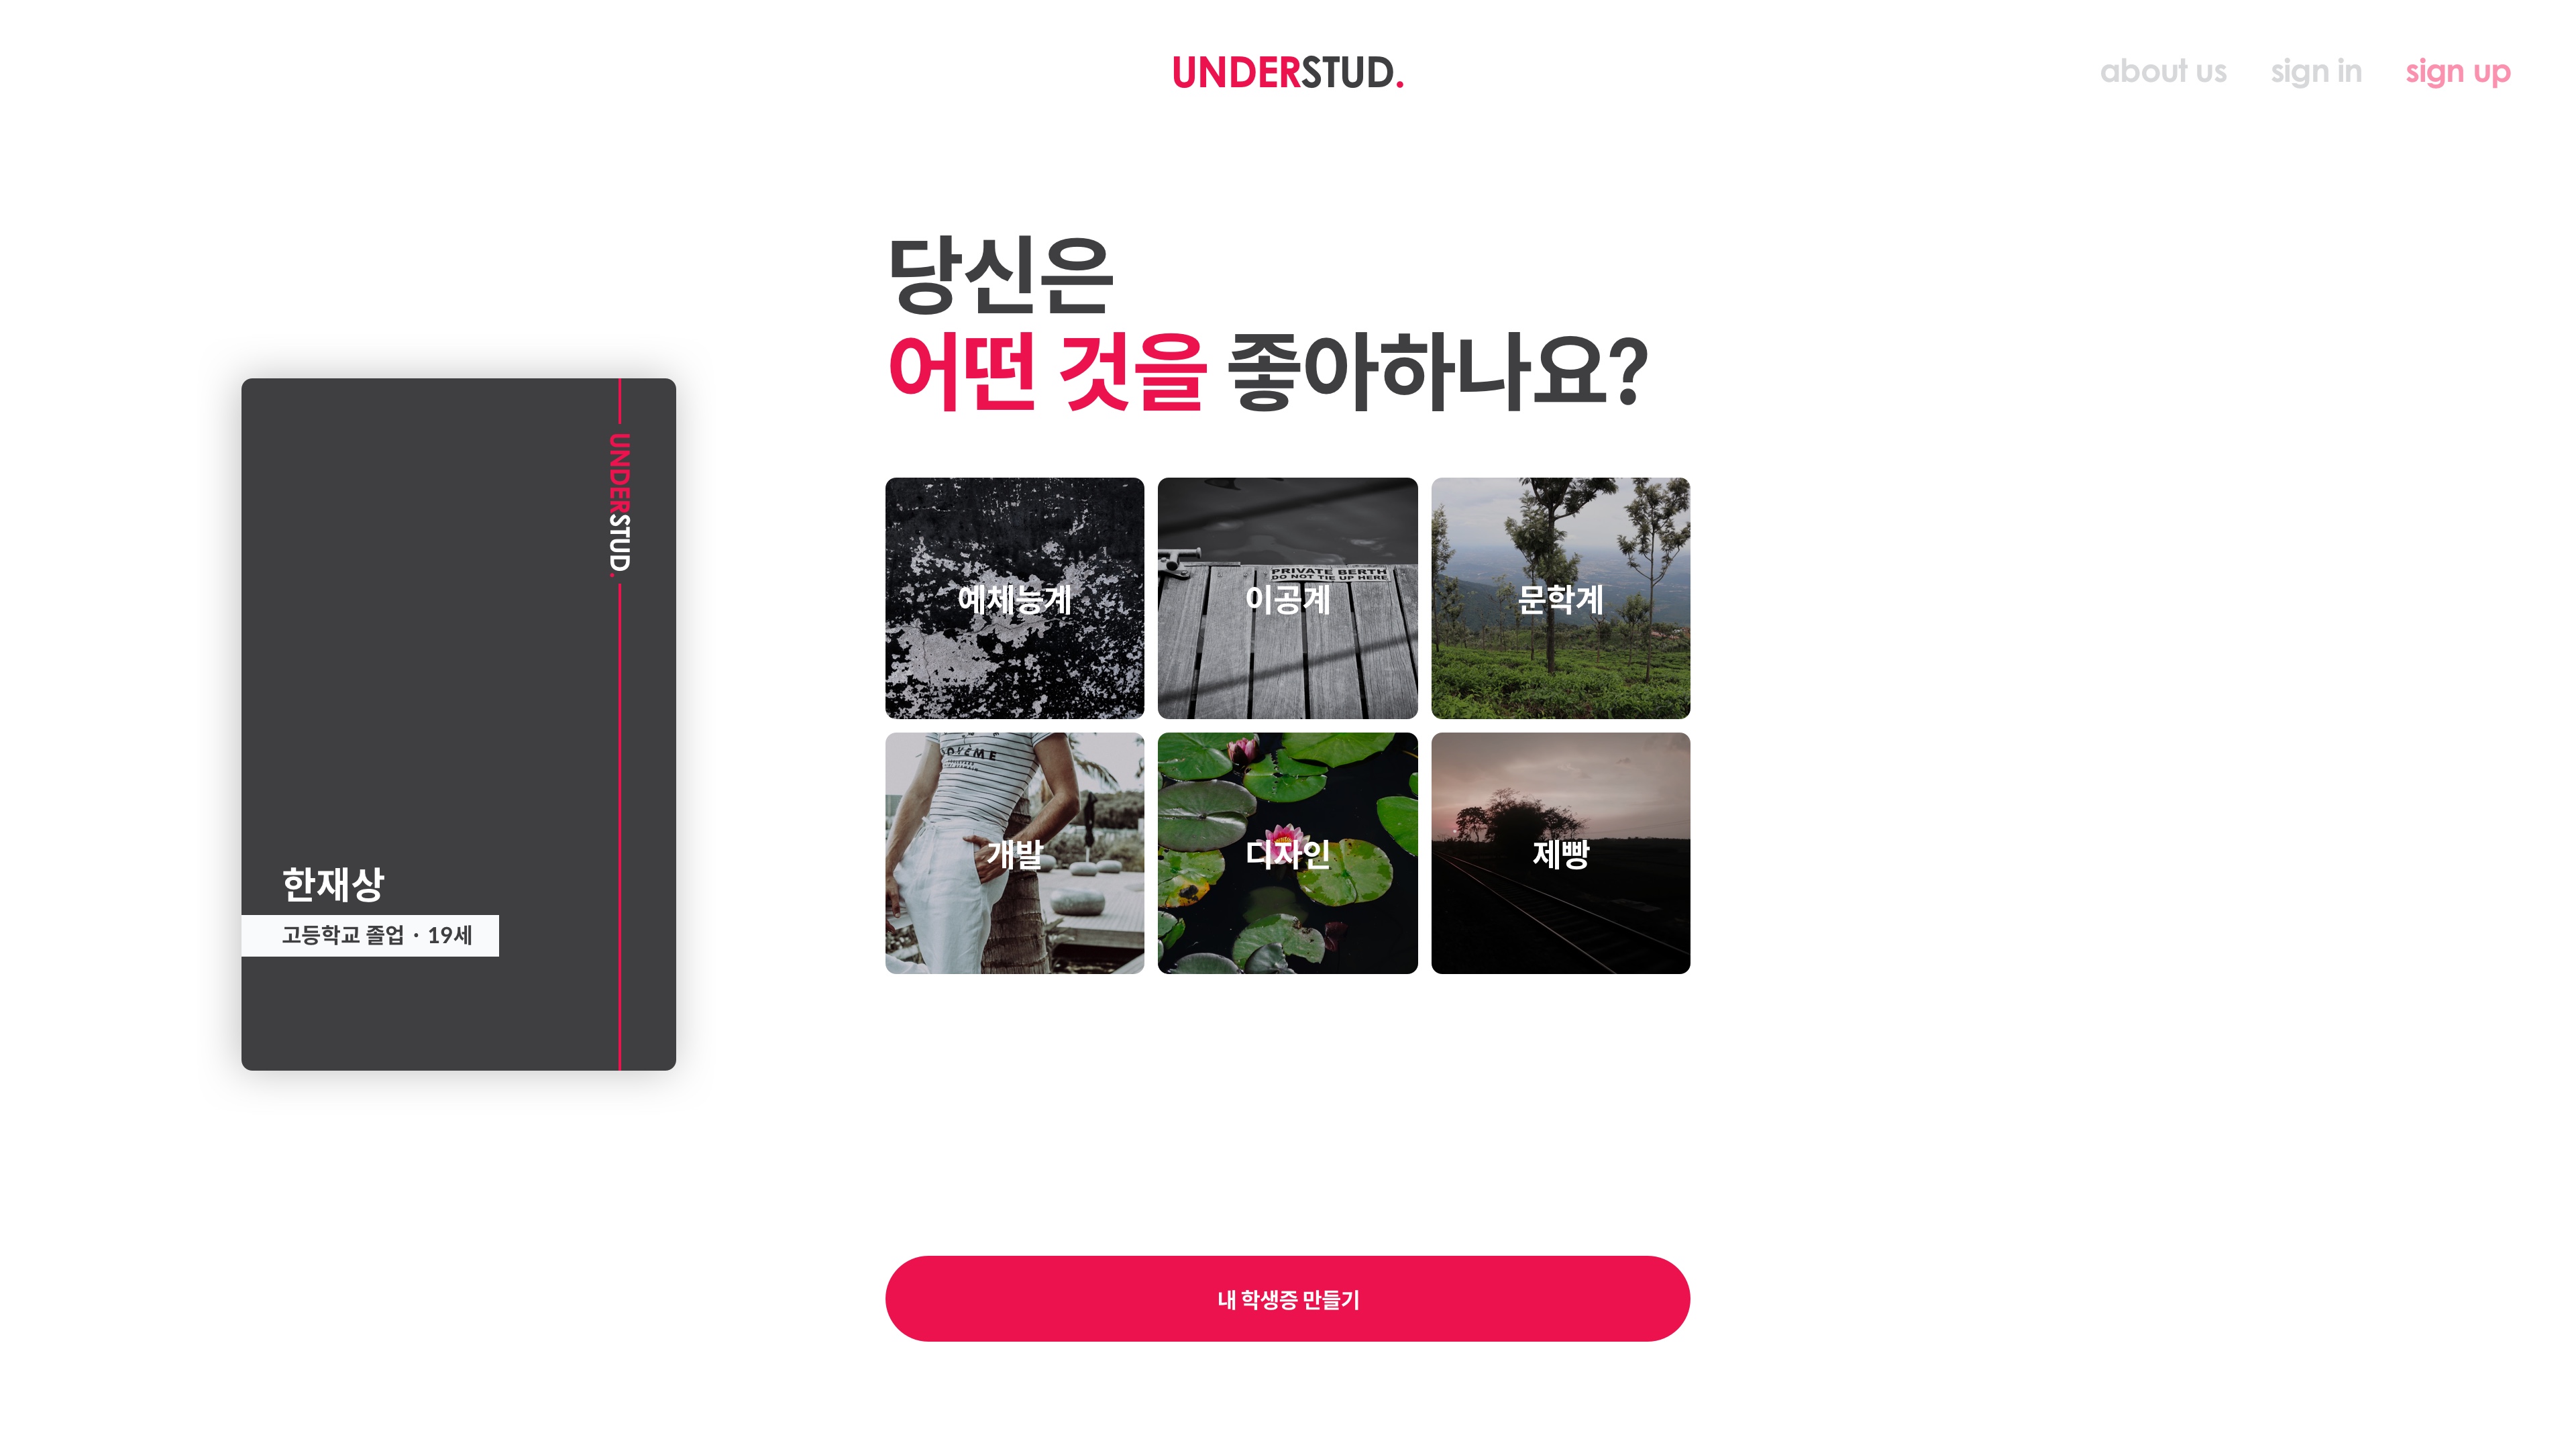 UNDERSTUD.
about us
sign in
sign up
당신은
어떤 것을 좋아하나요?
UNDERSTUD.
한재상
고등학교 졸업 · 19세
예체능계
PRIVATE BERTH
DO NOT TIE UP HERE
이공계
문학계
개발
디자인
제빵
내 학생증 만들기